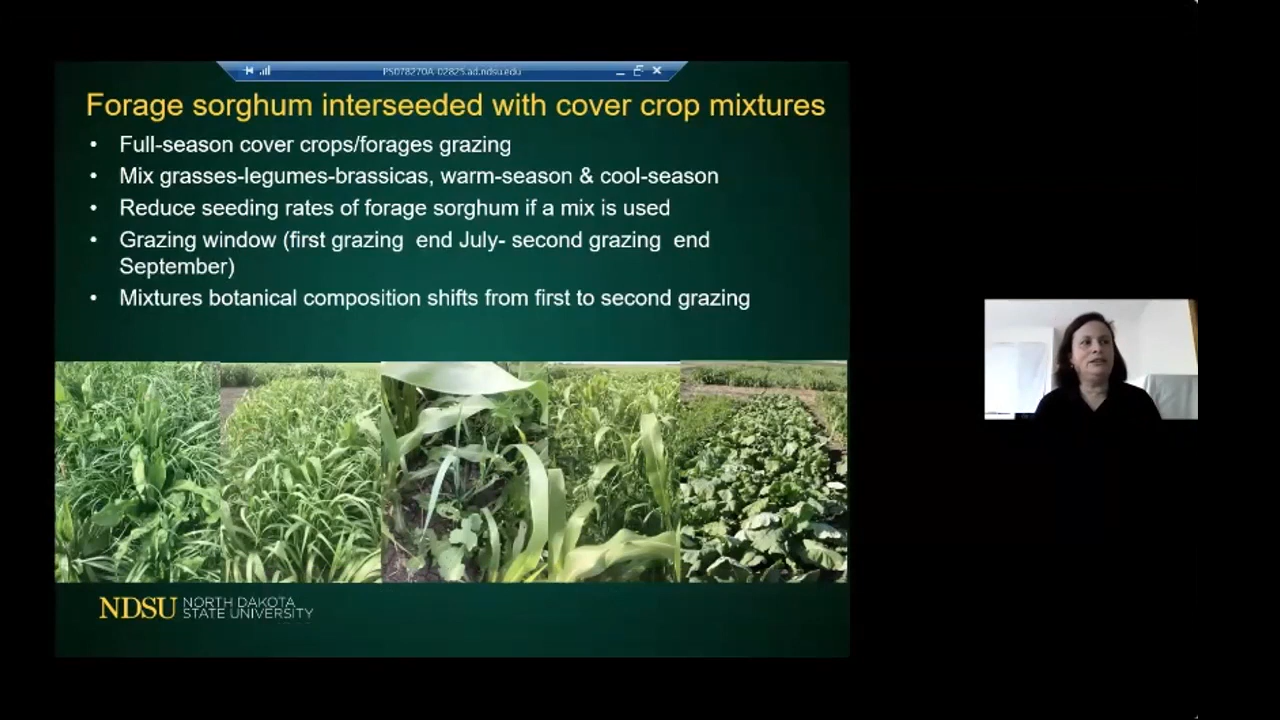 PS078270A-02825.ad.ndsu.edu
Forage sorghum interseeded with cover crop mixtures
• Full-season cover crops/forages grazing
• Mix grasses-legumes-brassicas, warm-season & cool-season
• Reduce seeding rates of forage sorghum if a mix is used
• Grazing window (first grazing end July- second grazing end
September)
• Mixtures botanical composition shifts from first to second grazing
NDSU NORTH DAKOTA
STATE UNIVERSITY